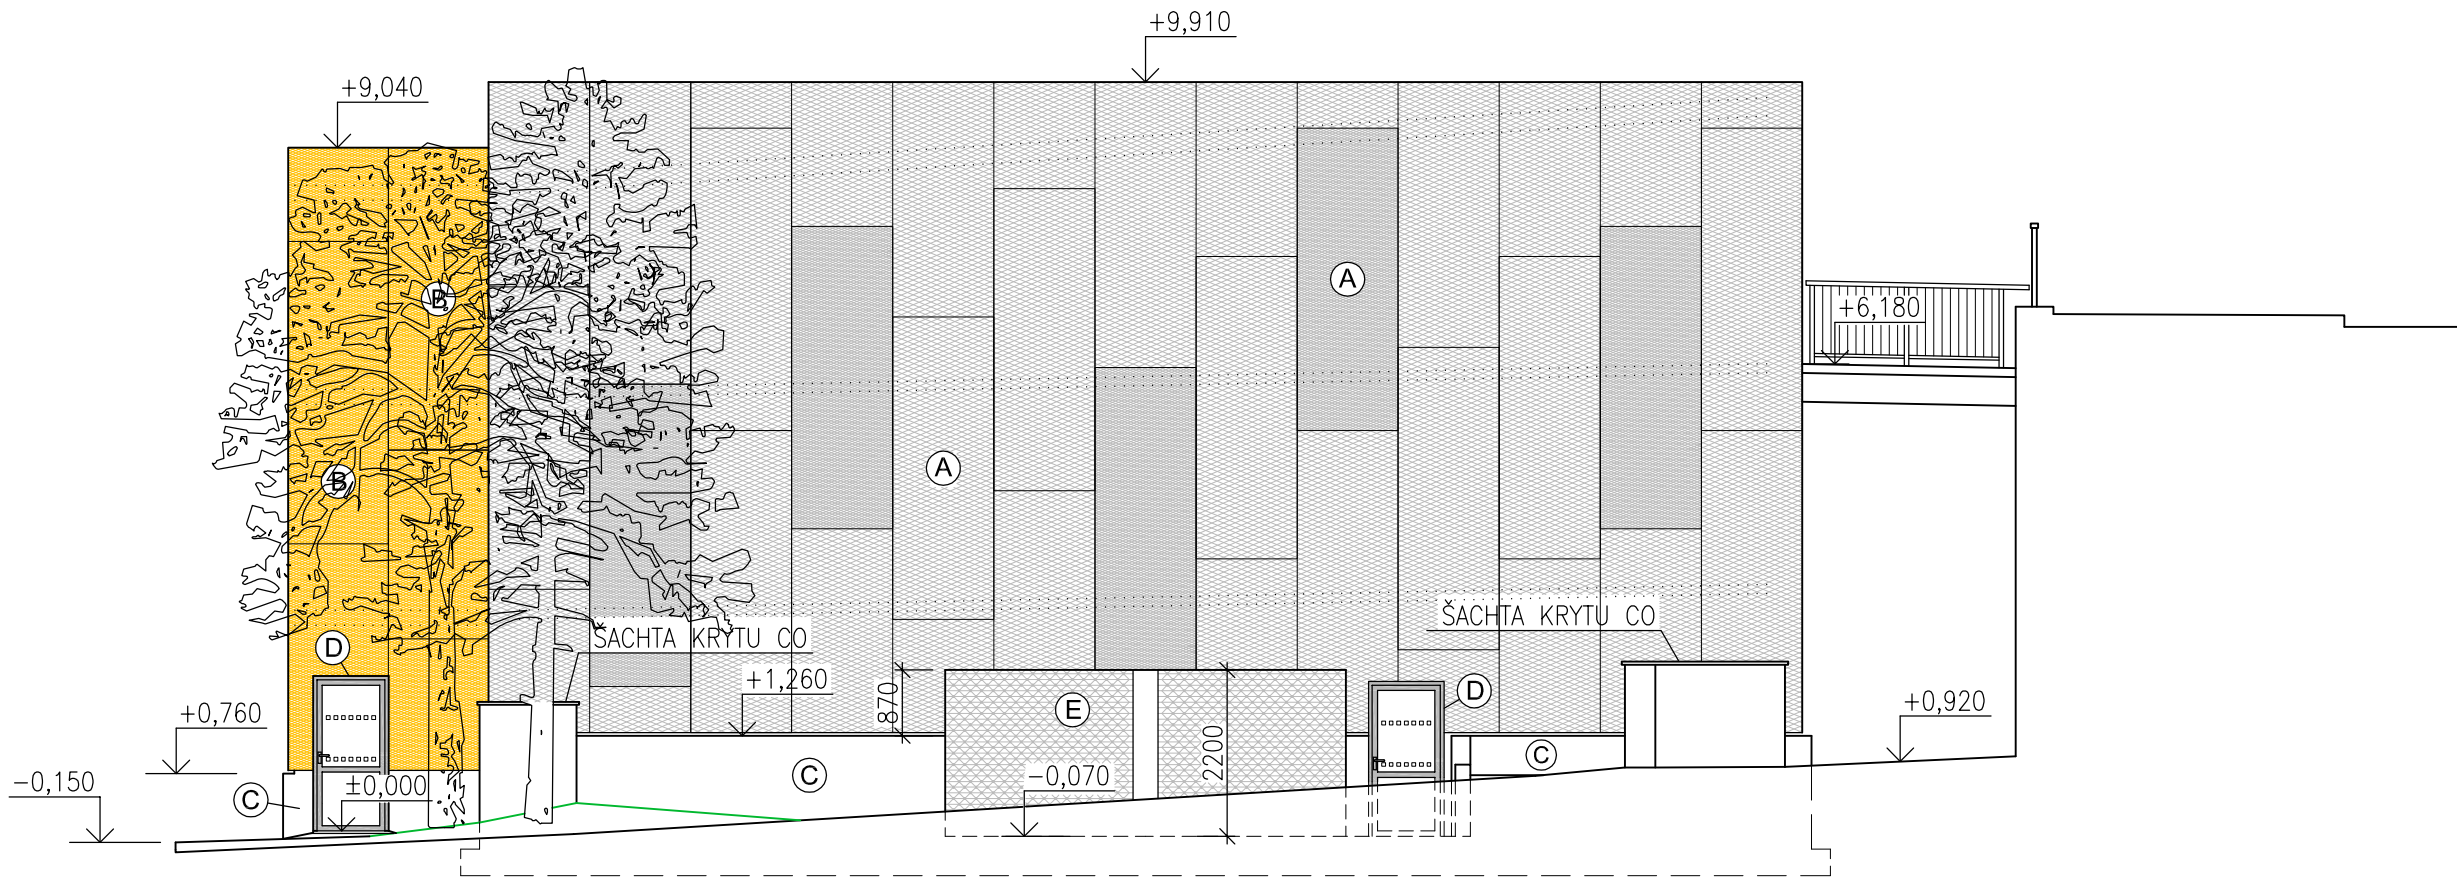 +9,910
+9,040
B
A
+6,180
A
B
ŠACHTA KRYTU CO
ŠACHTA KRYTU CO
D
+1,260
870
E
D
+0,760
+0,920
2200
C
C
-0,070
-0,150
±0,000
C